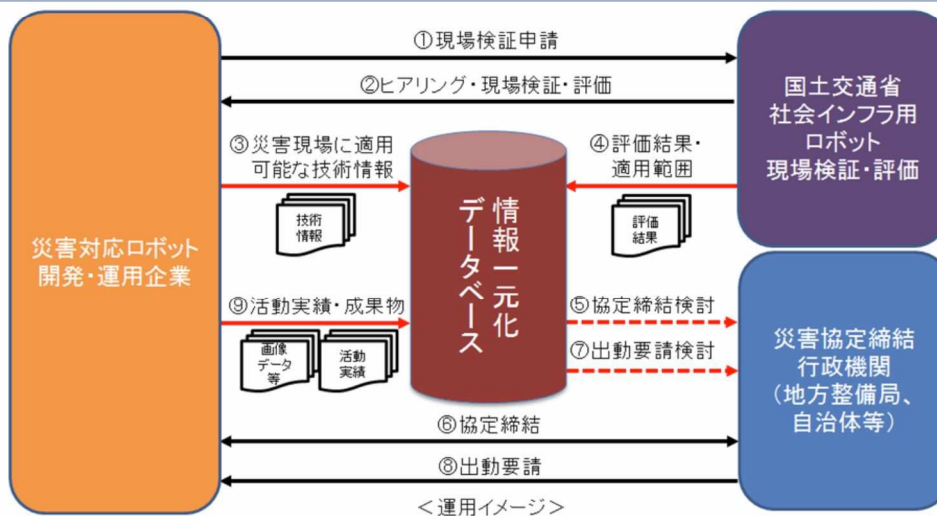 災害対応ロボット
開発・運用企業
①現場検証申請
②ヒアリング・現場検証・評価
③災害現場に適用
可能な技術情報
技術
情報
④評価結果・
適用範囲
評価
結果
情報一元化
データベース
⑨活動実績・成果物
画像
データ
等
活動
実績
⑤協定締結検討
⑦出動要請検討
⑥協定締結
⑧出動要請
国土交通省
社会インフラ用
ロボット
現場検証・評価
災害協定締結
行政機関
(地方整備局、
自治体等)
<運用イメージ>